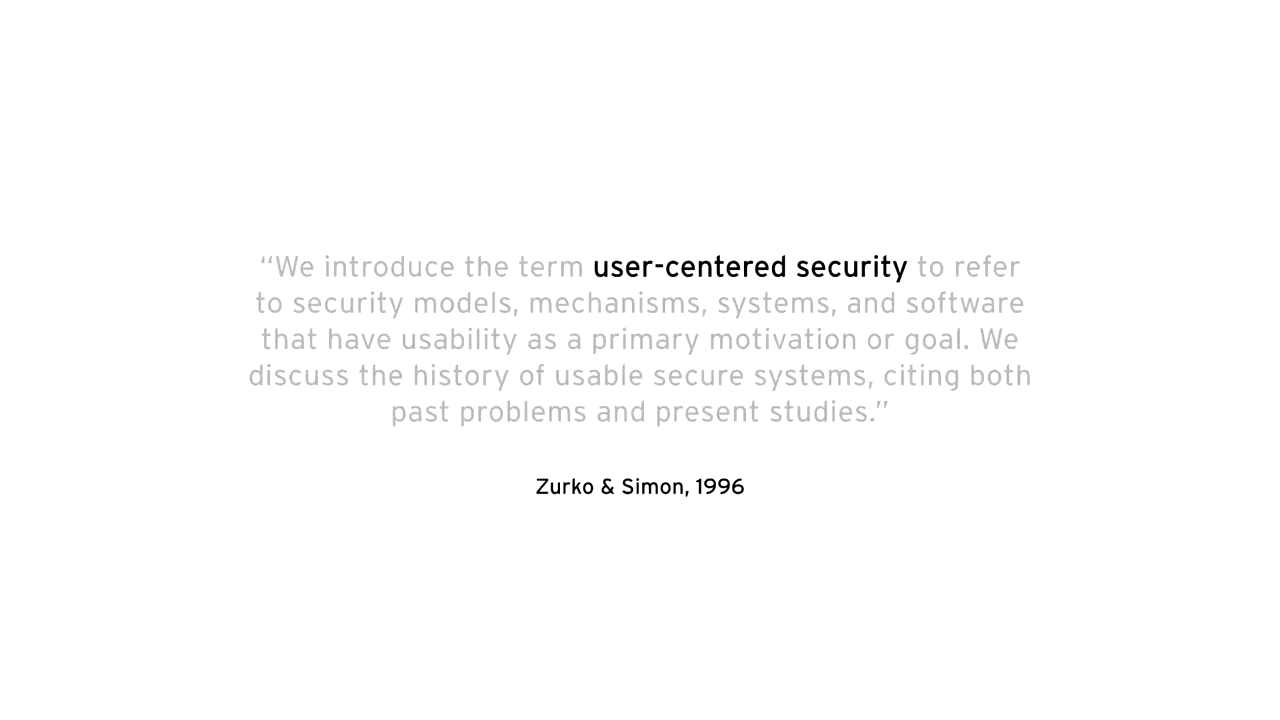 “We introduce the term user-centered security to refer
to security models, mechanisms, systems, and software
that have usability as a primary motivation or goal. We
discuss the history of usable secure systems, citing both
past problems and present studies.”
Zurko & Simon, 1996